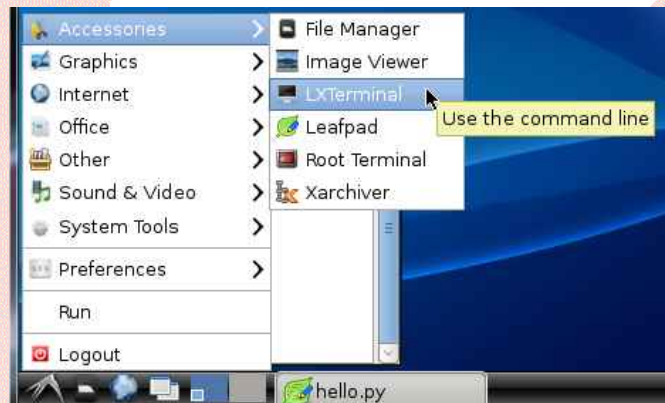 Accessories
Graphics
Internet
Office
Other
Sound & Video
System Tools
Preferences
Run
Logout
File Manager
Image Viewer
LXTerminal
Leafpad
Root Terminal
Xarchiver
Use the command line
hello.py